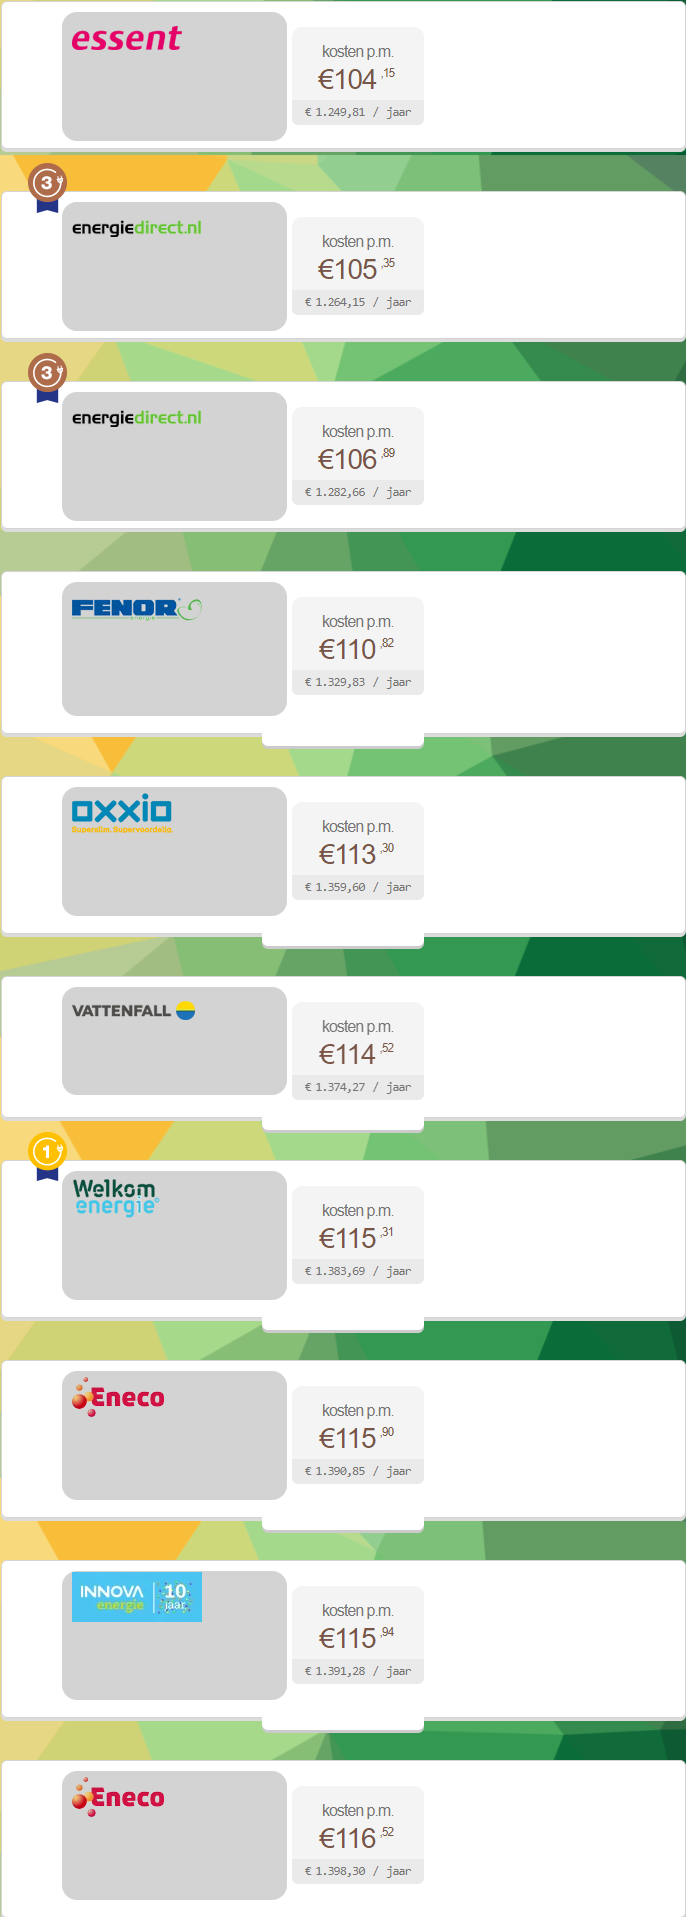 essent
kosten p.m.
€104,15
€ 1.249,81 / jaar
3
energiedirect.nl
kosten p.m.
€105,35
€ 1.264,15 / jaar
3
energiedirect.nl
kosten p.m.
€106,89
€ 1.282,66 / jaar
FENOR
energie
kosten p.m.
€110,82
€ 1.329,83 / jaar
oxxio
Superslim. Supervoordelig.
kosten p.m.
€113,30
€ 1.359,60 / jaar
VATTENFALL
kosten p.m.
€114,52
€ 1.374,27 / jaar
1
Welkom
energie
kosten p.m.
€115,31
€ 1.383,69 / jaar
Eneco
kosten p.m.
€115,90
€ 1.390,85 / jaar
INNOVA 10
energie jaar
kosten p.m.
€115,94
€ 1.391,28 / jaar
Eneco
kosten p.m.
€116,52
€ 1.398,30 / jaar